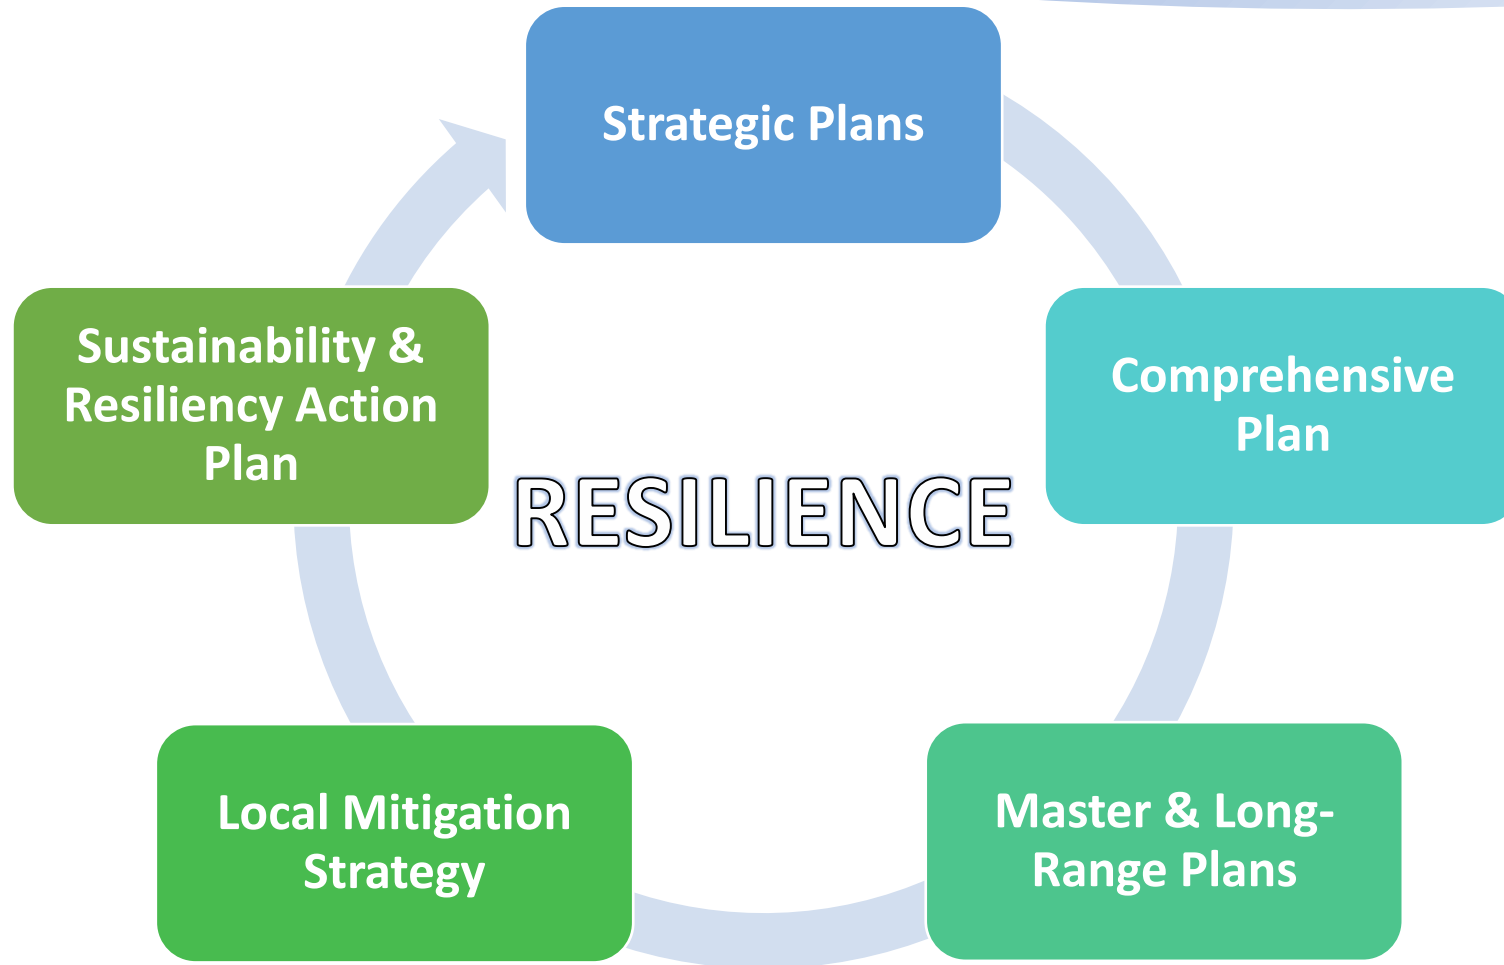 Strategic Plans
Sustainability &
Resiliency Action
Plan
Comprehensive
Plan
RESILIENCE
Local Mitigation
Strategy
Master & Long-
Range Plans